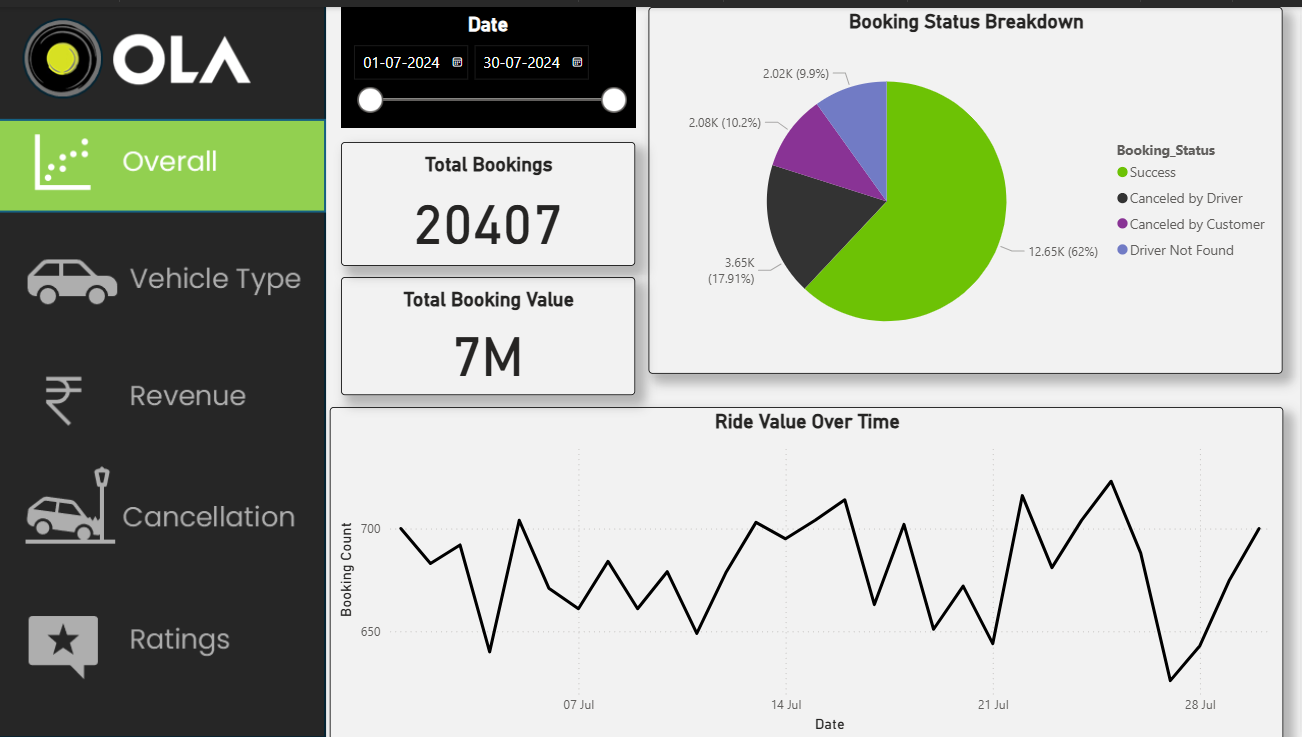 OLA
Overall
Vehicle Type
Revenue
Cancellation
Ratings
Date
01-07-2024 30-07-2024
Total Bookings
20407
Total Booking Value
7M
Booking Status Breakdown
2.02K (9.9%)
2.08K (10.2%)
3.65K
(17.91%)
12.65K (62%)
Booking_Status
Success
Canceled by Driver
Canceled by Customer
Driver Not Found
Ride Value Over Time
Booking Count
700
650
07 Jul 14 Jul 21 Jul 28 Jul
Date